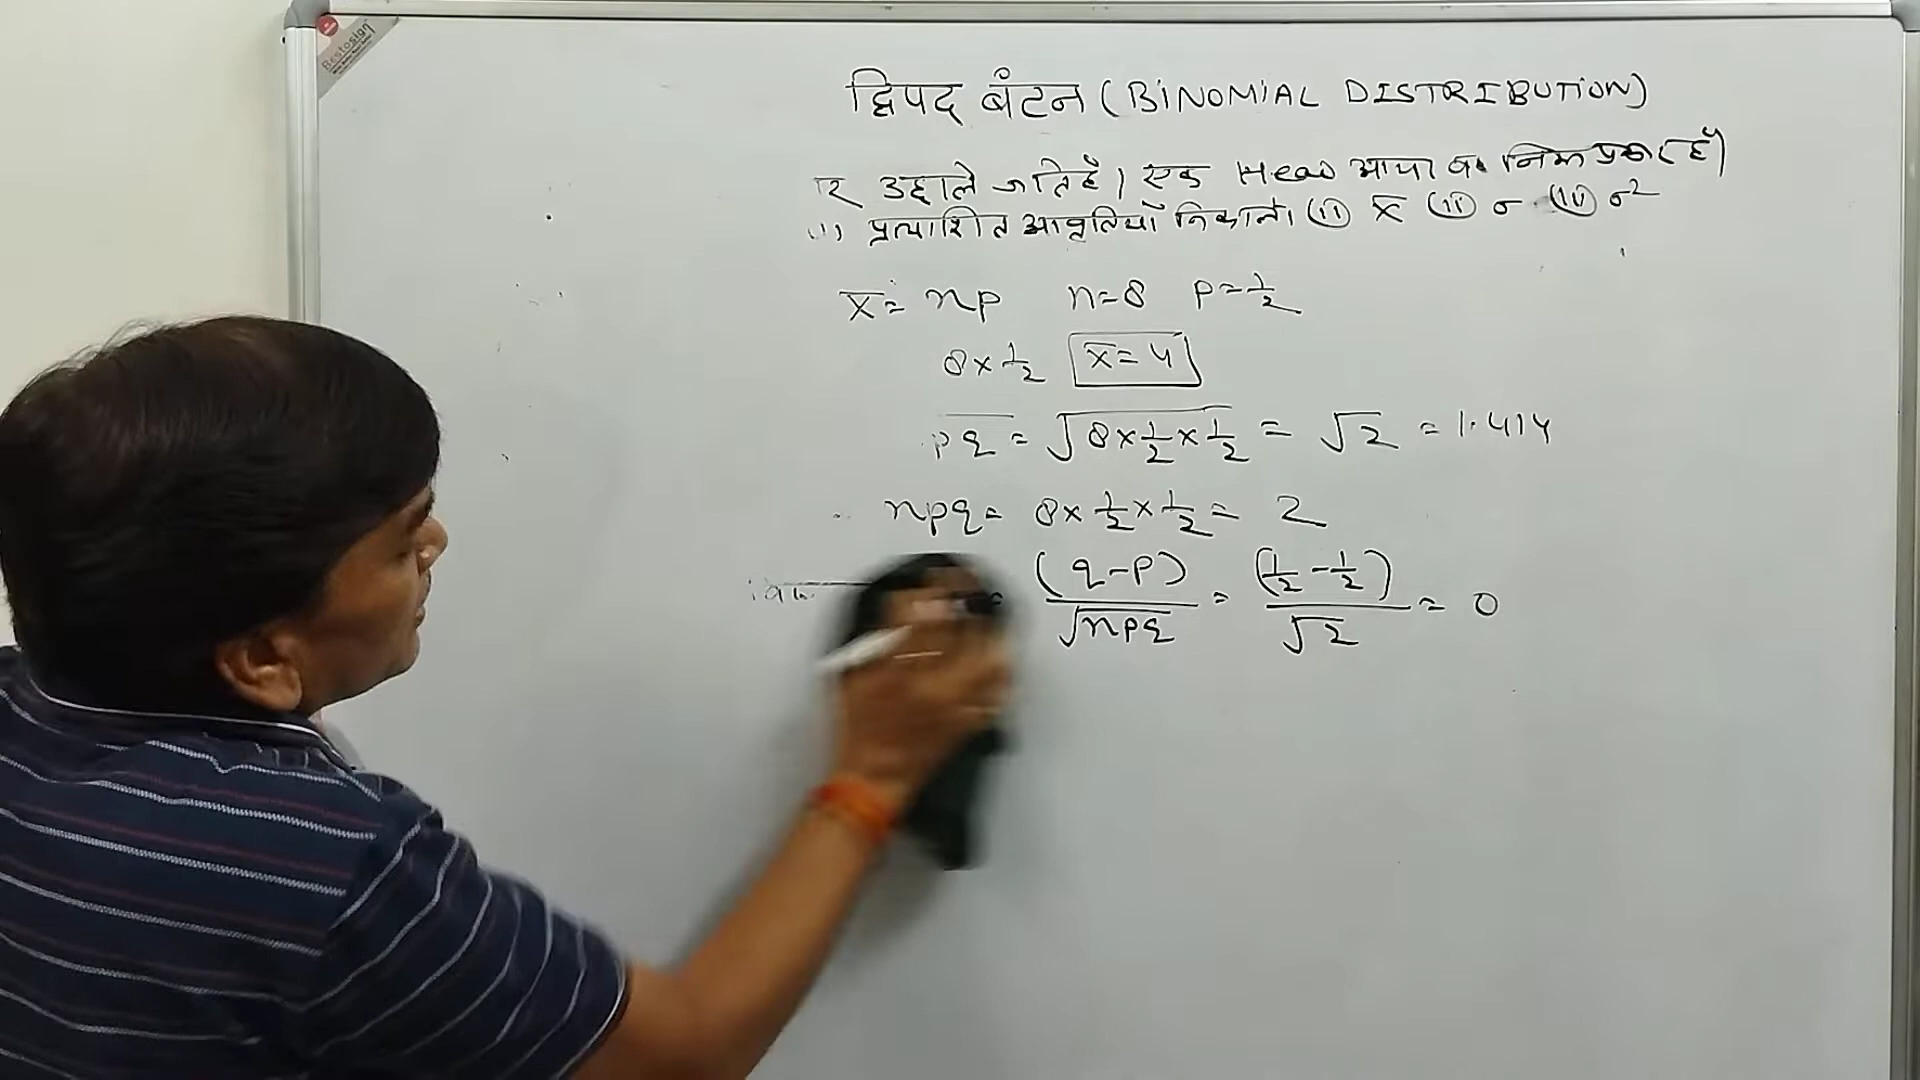 Bestosign
द्विपद बंटन (BINOMIAL DISTRIBUTION)
उछाले जाते हैं। एक Head आया व निम्न प्रकार हैं।
प्रत्याशित आवृतियाँ निकालो (ii) x̄ (iii) σ (iv) σ²
x̄ = np n=8 p=1/2
8×1/2 x̄=4
pq = √(8×1/2×1/2) = √2 = 1.414
npq = 8×1/2×1/2 = 2
= (q-p)/√npq = (1/2-1/2)/√2 = 0